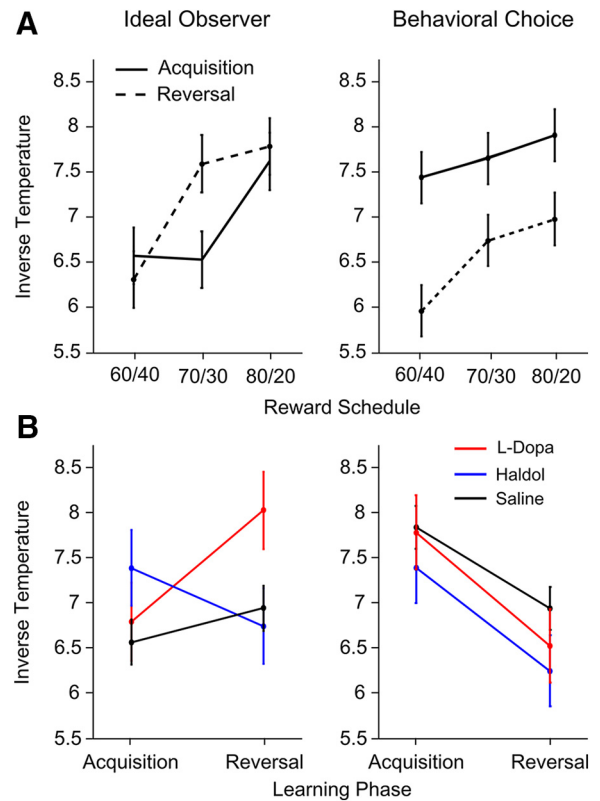 A
Ideal Observer
Behavioral Choice
Acquisition
Reversal
Inverse Temperature
8.5
8
7.5
7
6.5
6
5.5
60/40 70/30 80/20
8.5
8
7.5
7
6.5
6
5.5
60/40 70/30 80/20
Reward Schedule
B
Inverse Temperature
8.5
8
7.5
7
6.5
6
5.5
Acquisition Reversal
L-Dopa
Haldol
Saline
8.5
8
7.5
7
6.5
6
5.5
Acquisition Reversal
Learning Phase